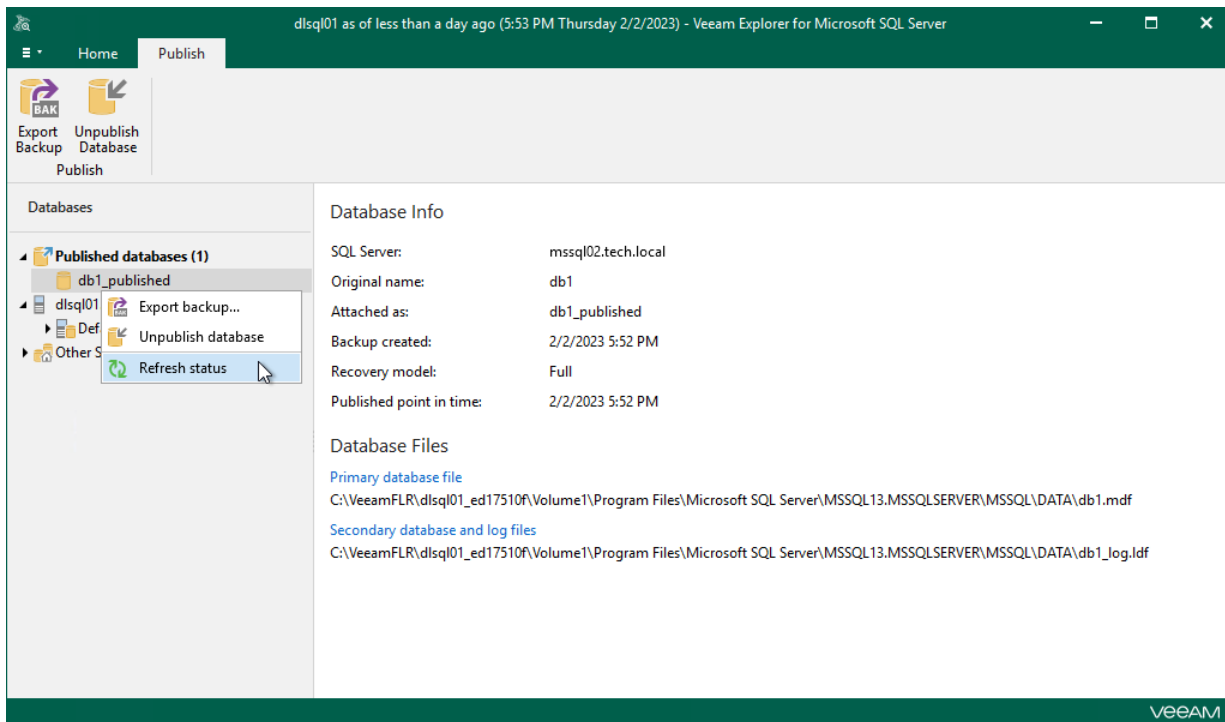 dlsql01 as of less than a day ago (5:53 PM Thursday 2/2/2023) - Veeam Explorer for Microsoft SQL Server
Home Publish
BAK
Export Backup
Unpublish Database
Publish
Databases
Published databases (1)
db1_published
dlsql01
Def
Other S
Export backup...
Unpublish database
Refresh status
Database Info
SQL Server: mssql02.tech.local
Original name: db1
Attached as: db1_published
Backup created: 2/2/2023 5:52 PM
Recovery model: Full
Published point in time: 2/2/2023 5:52 PM
Database Files
Primary database file
C:\VeeamFLR\dlsql01_ed17510f\Volume1\Program Files\Microsoft SQL Server\MSSQL13.MSSQLSERVER\MSSQL\DATA\db1.mdf
Secondary database and log files
C:\VeeamFLR\dlsql01_ed17510f\Volume1\Program Files\Microsoft SQL Server\MSSQL13.MSSQLSERVER\MSSQL\DATA\db1_log.ldf
veeam